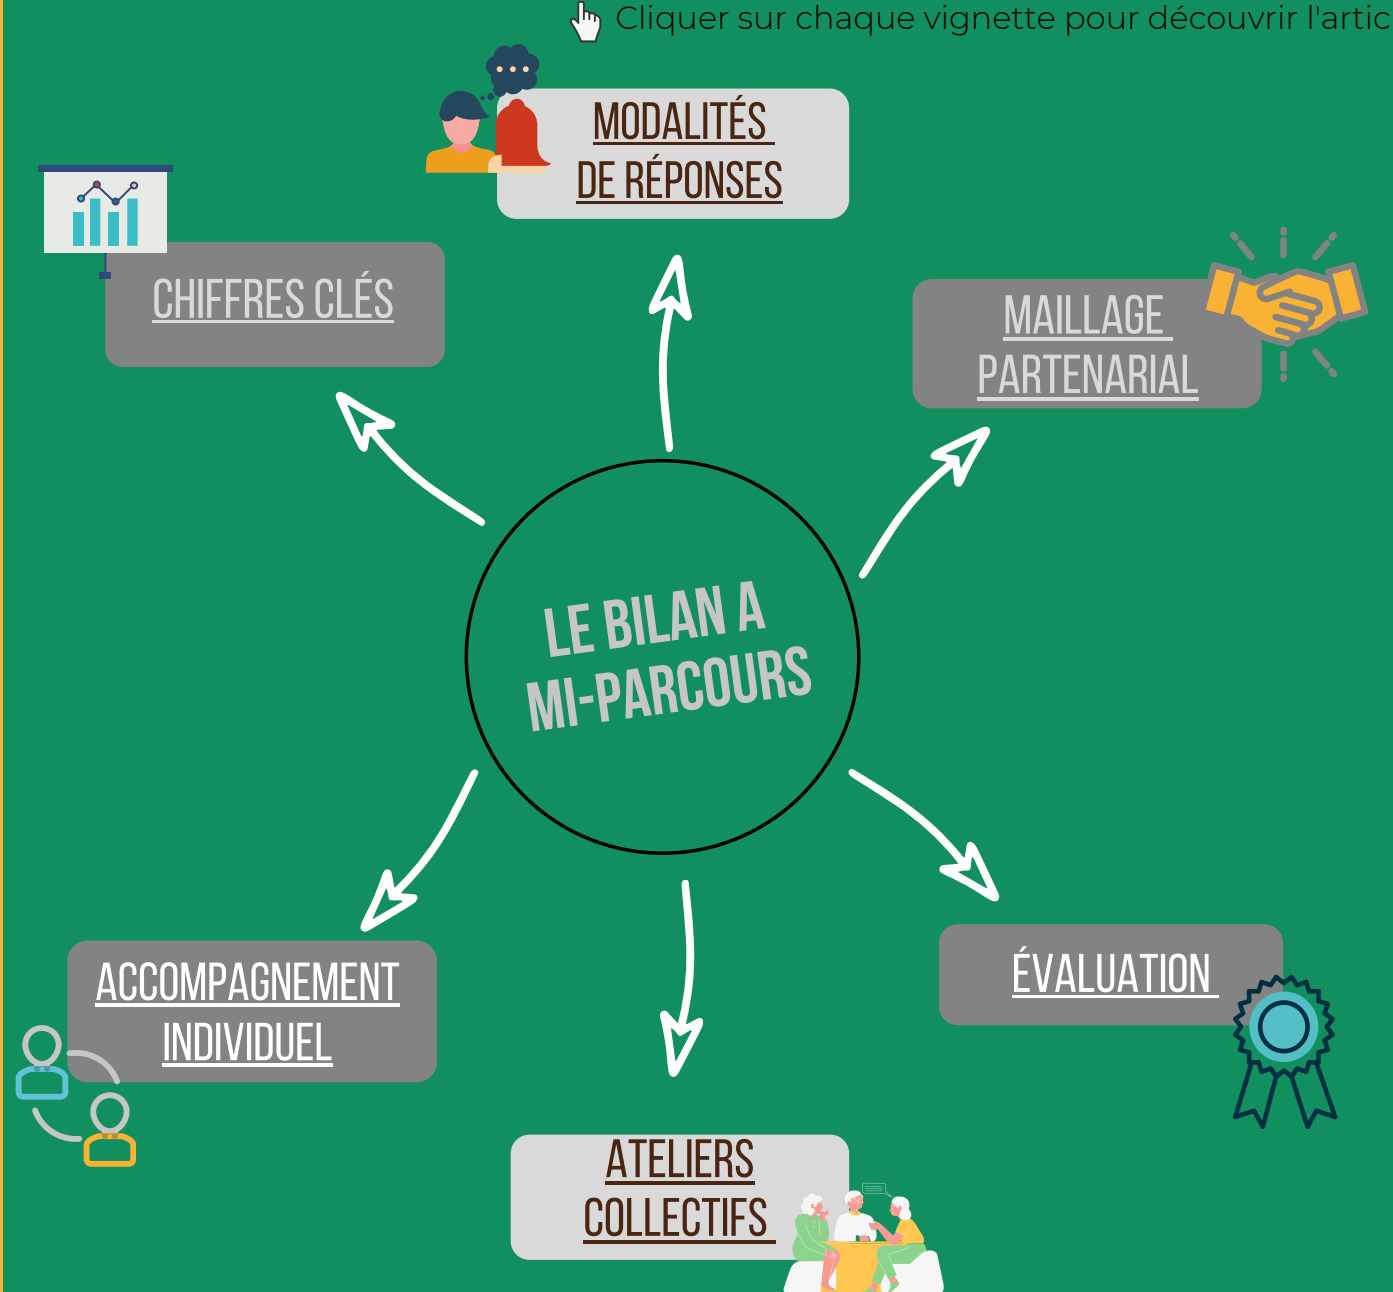 Cliquer sur chaque vignette pour découvrir l'artic
MODALITÉS
DE RÉPONSES
CHIFFRES CLÉS
MAILLAGE
PARTENARIAL
LE BILAN A
MI-PARCOURS
ACCOMPAGNEMENT
INDIVIDUEL
ÉVALUATION
ATELIERS
COLLECTIFS